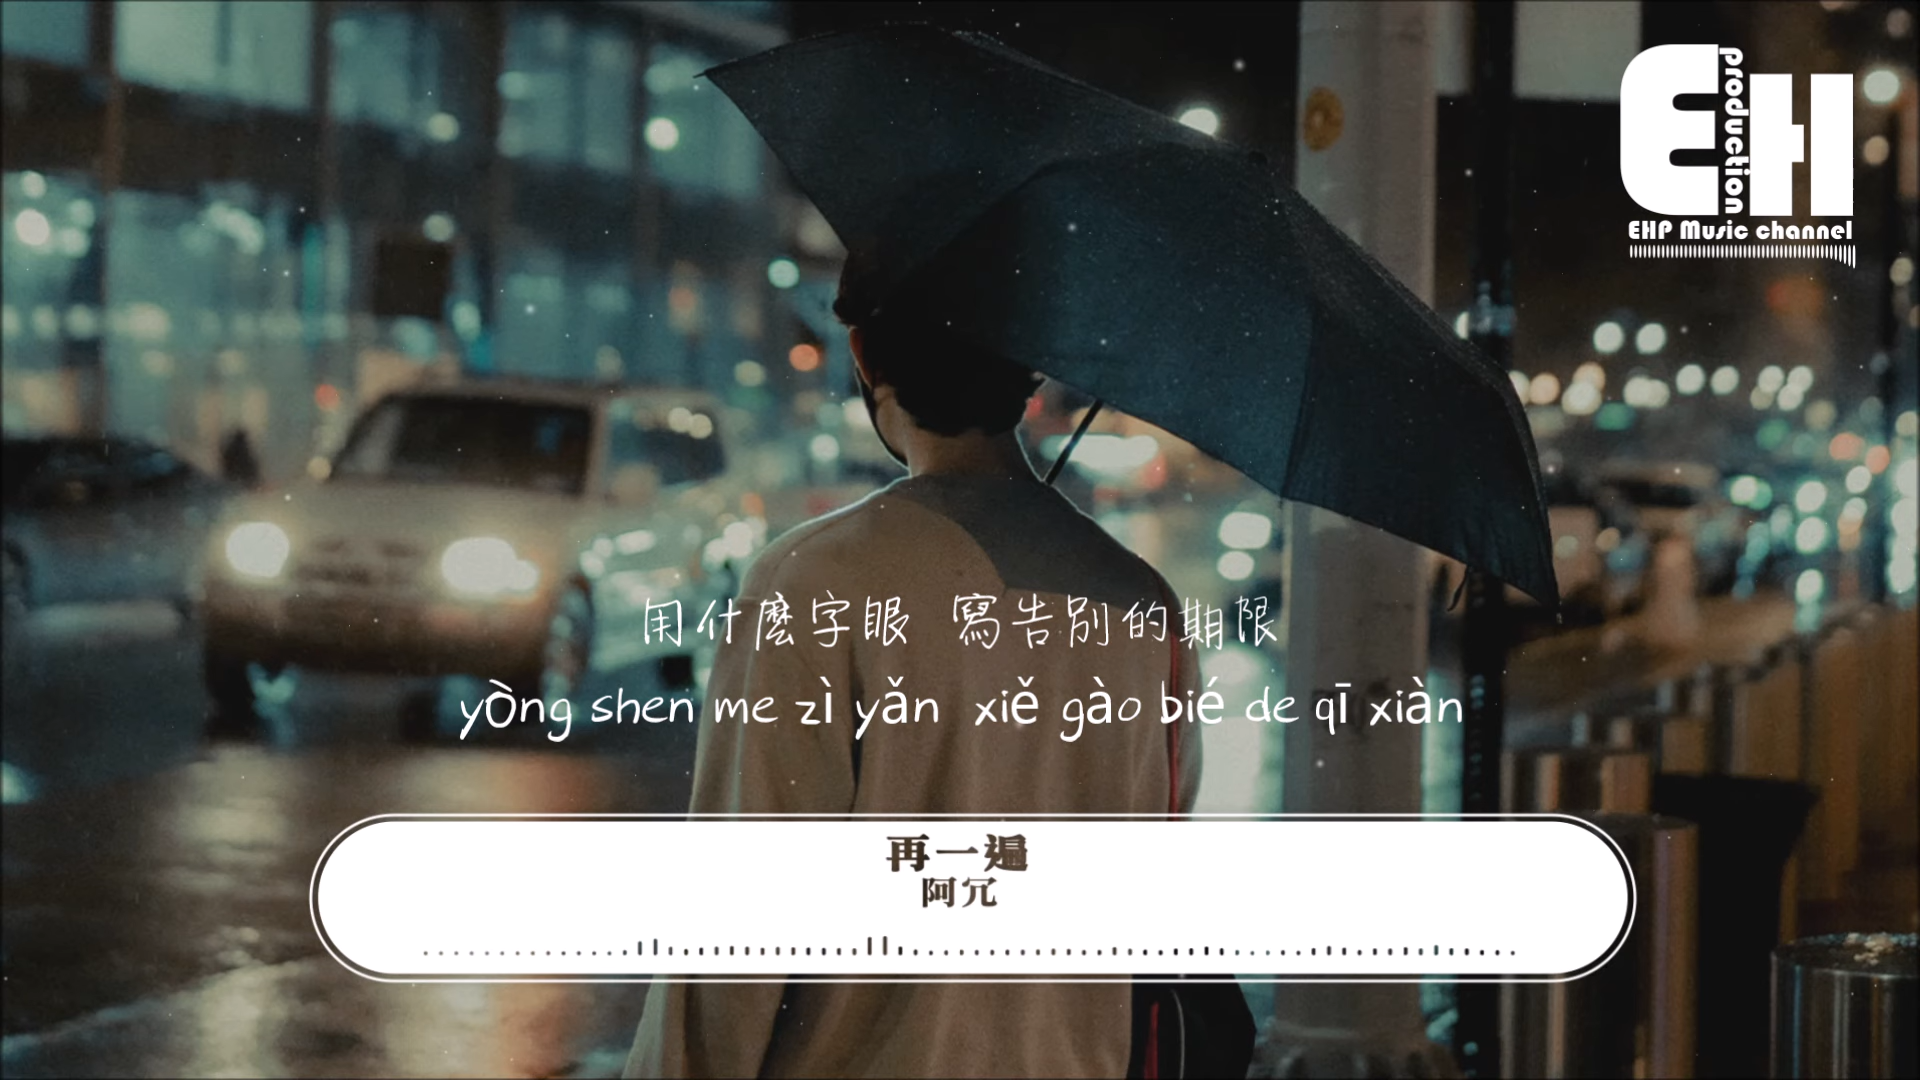 EH
production
EHP Music channel
用什麼字眼 寫告別的期限
yòng shen me zì yǎn xiě gào bié de qī xiàn
再一遍
阿冗